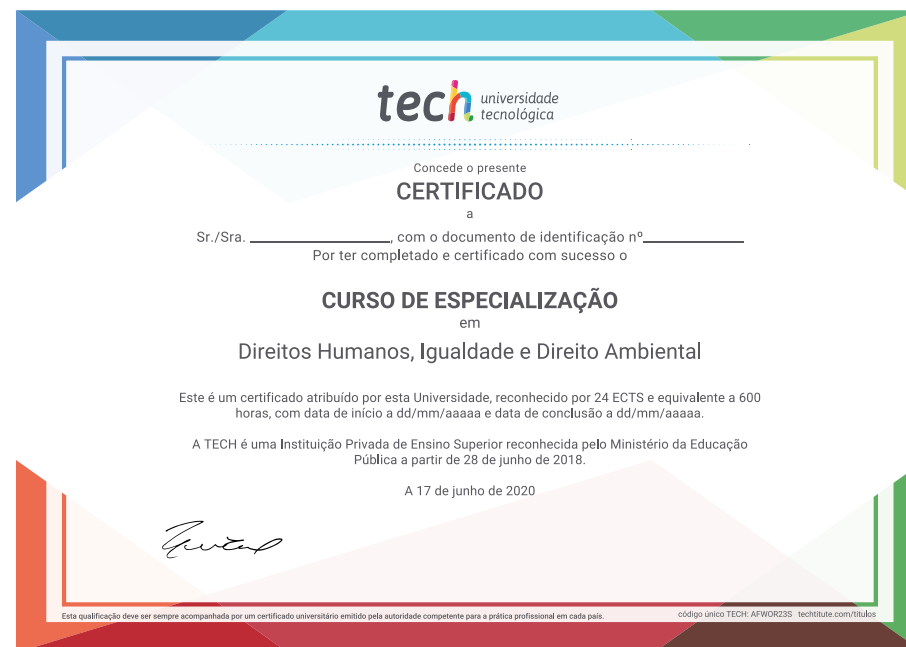 tech universidade
tecnológica
Concede o presente
CERTIFICADO
a
Sr./Sra. ____________________, com o documento de identificação nº______________
Por ter completado e certificado com sucesso o
CURSO DE ESPECIALIZAÇÃO
em
Direitos Humanos, Igualdade e Direito Ambiental
Este é um certificado atribuído por esta Universidade, reconhecido por 24 ECTS e equivalente a 600
horas, com data de início a dd/mm/aaaaa e data de conclusão a dd/mm/aaaaa.
A TECH é uma Instituição Privada de Ensino Superior reconhecida pelo Ministério da Educação
Pública a partir de 28 de junho de 2018.
A 17 de junho de 2020
Esta qualificação deve ser sempre acompanhada por um certificado universitário emitido pela autoridade competente para a prática profissional em cada país.
código único TECH: AFWOR23S techtitute.com/titulos